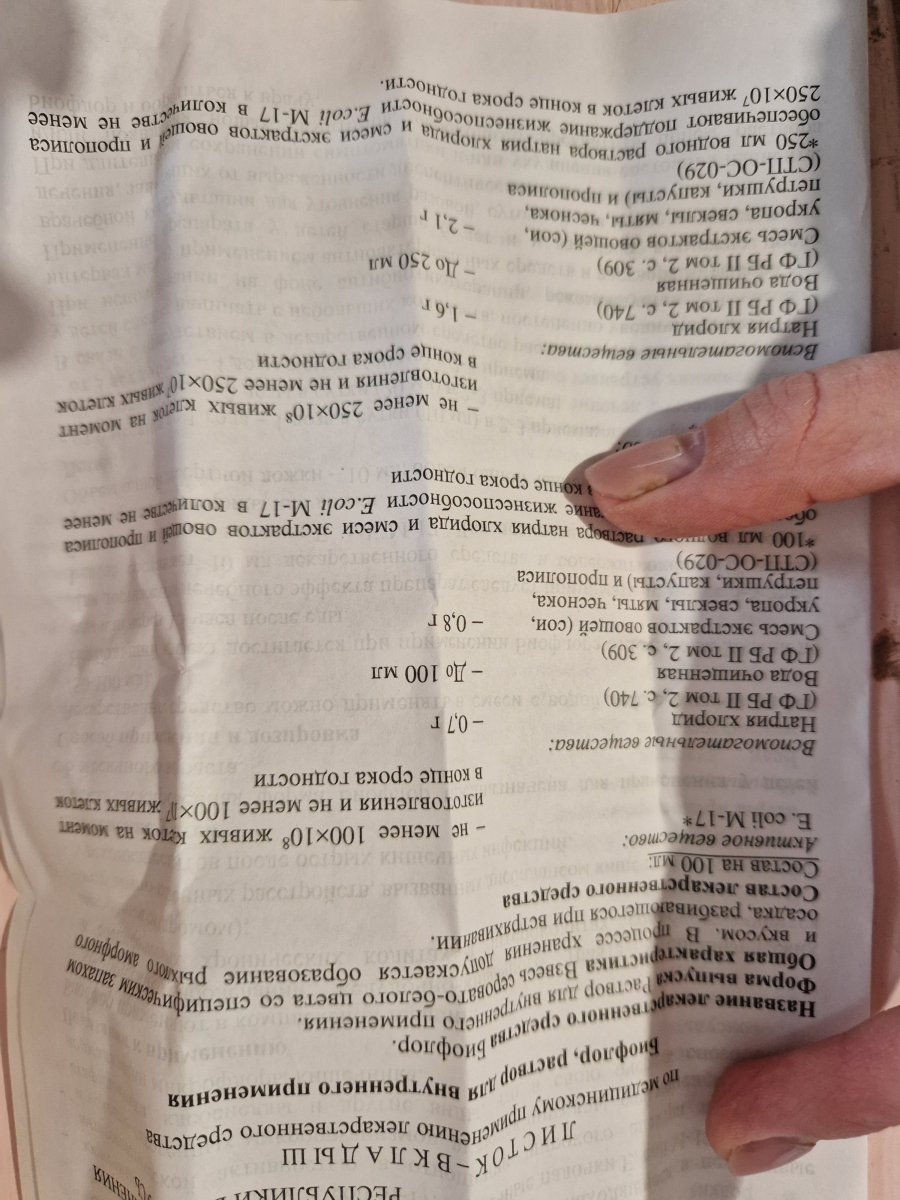 РЕСПУБЛИКИ
ЛИСТОК – ВКЛАДЫШ
по медицинскому применению лекарственного средства
Биофлор, раствор для внутреннего применения
Название лекарственного средства Биофлор.
Форма выпуска Раствор для внутреннего применения.
Общая характеристика Взвесь серовато-белого цвета со специфическим запахом
и вкусом. В процессе хранения допускается образование рыхлого аморфного
осадка, разбивающегося при встряхивании.
Состав лекарственного средства
Состав на 100 мл:
Активное вещество:
E. coli М-17*
– не менее 100×10⁸ живых клеток на момент
изготовления и не менее 100×10⁷ живых клеток
в конце срока годности
Вспомогательные вещества:
Натрия хлорид
(ГФ РБ II том 2, с. 740)
– 0,7 г
Вода очищенная
(ГФ РБ II том 2, с. 309)
– До 100 мл
Смесь экстрактов овощей (сои,
укропа, свеклы, мяты, чеснока,
петрушки, капусты) и прополиса
(СТП-ОС-029)
– 0,8 г
*100 мл водного раствора натрия хлорида и смеси экстрактов овощей и прополиса
жизнеспособности E.coli М-17 в количестве не менее
в конце срока годности
– не менее 250×10⁸ живых клеток на момент
изготовления и не менее 250×10⁷ живых клеток
в конце срока годности
Вспомогательные вещества:
Натрия хлорид
(ГФ РБ II том 2, с. 740)
– 1,6 г
Вода очищенная
(ГФ РБ II том 2, с. 309)
– До 250 мл
Смесь экстрактов овощей (сои,
укропа, свеклы, мяты, чеснока,
петрушки, капусты) и прополиса
(СТП-ОС-029)
– 2,1 г
*250 мл водного раствора натрия хлорида и смеси экстрактов овощей и прополиса
обеспечивают поддержание жизнеспособности E.coli М-17 в количестве не менее
250×10⁷ живых клеток в конце срока годности.